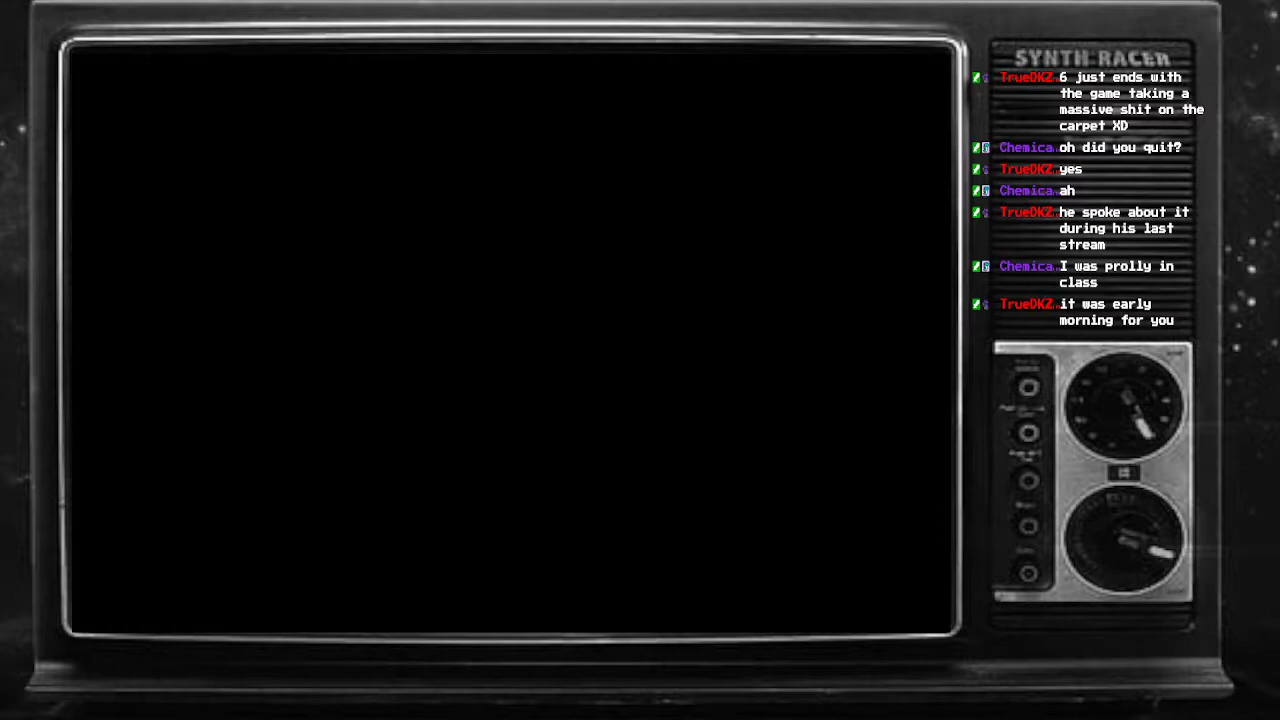 SYNTH RACER
TrueDKZ 6 just ends with
the game taking a
massive shit on the
carpet XD
Chemica oh did you quit?
TrueDKZ yes
Chemica ah
TrueDKZ he spoke about it
during his last
stream
Chemica I was prolly in
class
TrueDKZ it was early
morning for you